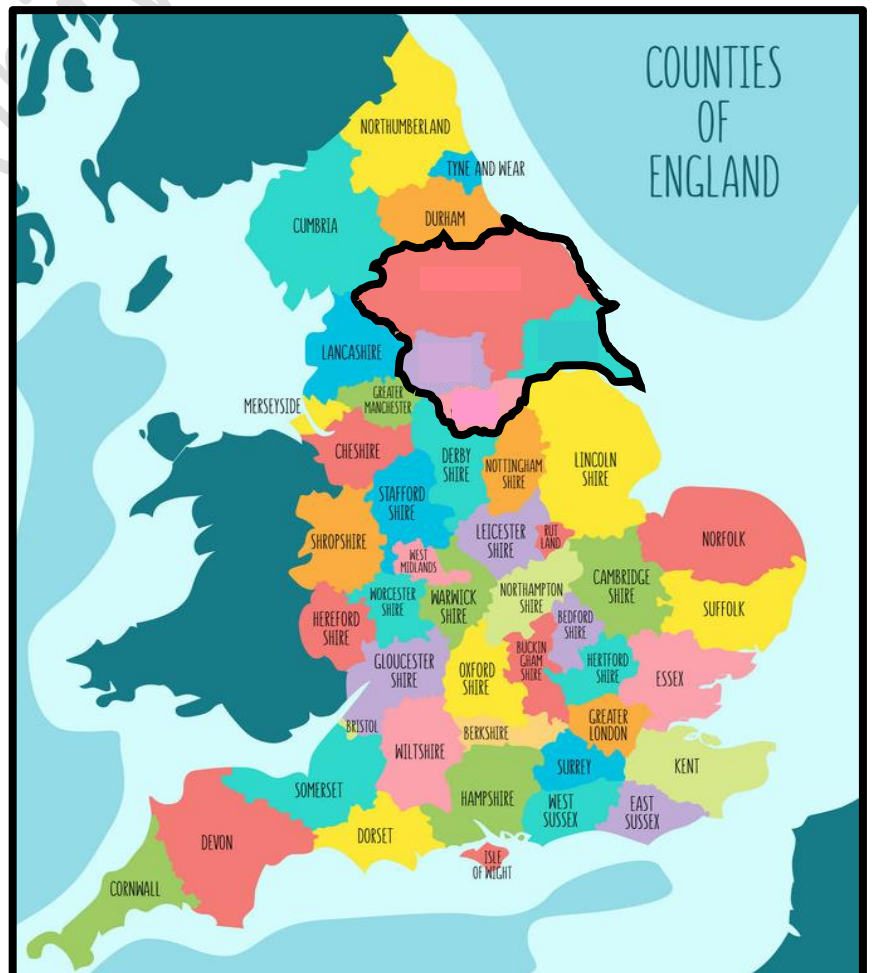 COUNTIES
OF
ENGLAND
NORTHUMBERLAND
TYNE AND WEAR
CUMBRIA
DURHAM
LANCASHIRE
GREATER
MANCHESTER
MERSEYSIDE
CHESHIRE
DERBY
SHIRE
NOTTINGHAM
SHIRE
LINCOLN
SHIRE
STAFFORD
SHIRE
SHROPSHIRE
LEICESTER
SHIRE
RUT
LAND
NORFOLK
WEST
MIDLANDS
WORCESTER
SHIRE
WARWICK
SHIRE
NORTHAMPTON
SHIRE
CAMBRIDGE
SHIRE
SUFFOLK
HEREFORD
SHIRE
BEDFORD
SHIRE
GLOUCESTER
SHIRE
OXFORD
SHIRE
BUCKIN
GHAM
SHIRE
HERTFORD
SHIRE
ESSEX
BRISTOL
WILTSHIRE
BERKSHIRE
GREATER
LONDON
SURREY
KENT
SOMERSET
HAMPSHIRE
WEST
SUSSEX
EAST
SUSSEX
DEVON
DORSET
ISLE
OF WIGHT
CORNWALL